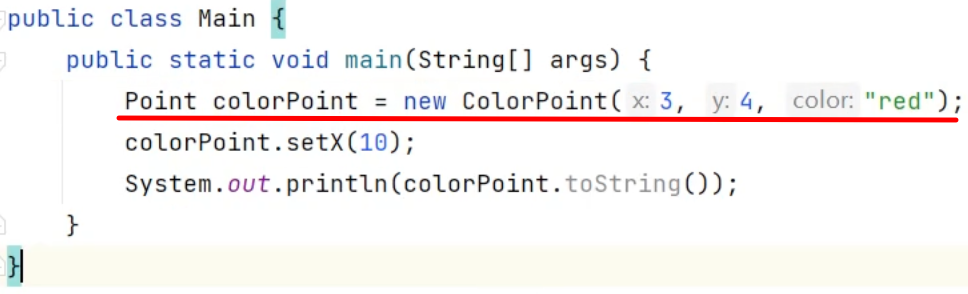 public class Main {
public static void main(String[] args) {
Point colorPoint = new ColorPoint( x: 3, y: 4, color: "red");
colorPoint.setX(10);
System.out.println(colorPoint.toString());
}
}